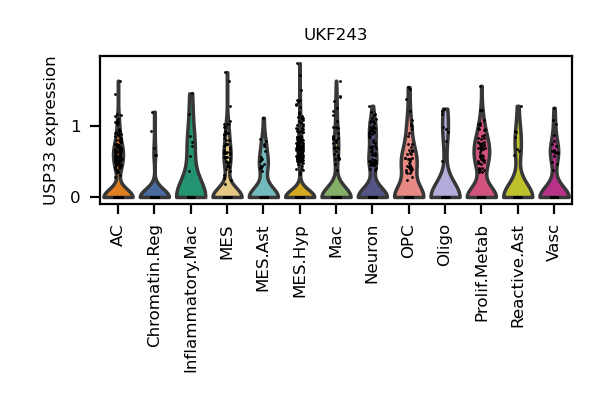 UKF243
USP33 expression
1
0
AC
Chromatin.Reg
Inflammatory.Mac
MES
MES.Ast
MES.Hyp
Mac
Neuron
OPC
Oligo
Prolif.Metab
Reactive.Ast
Vasc